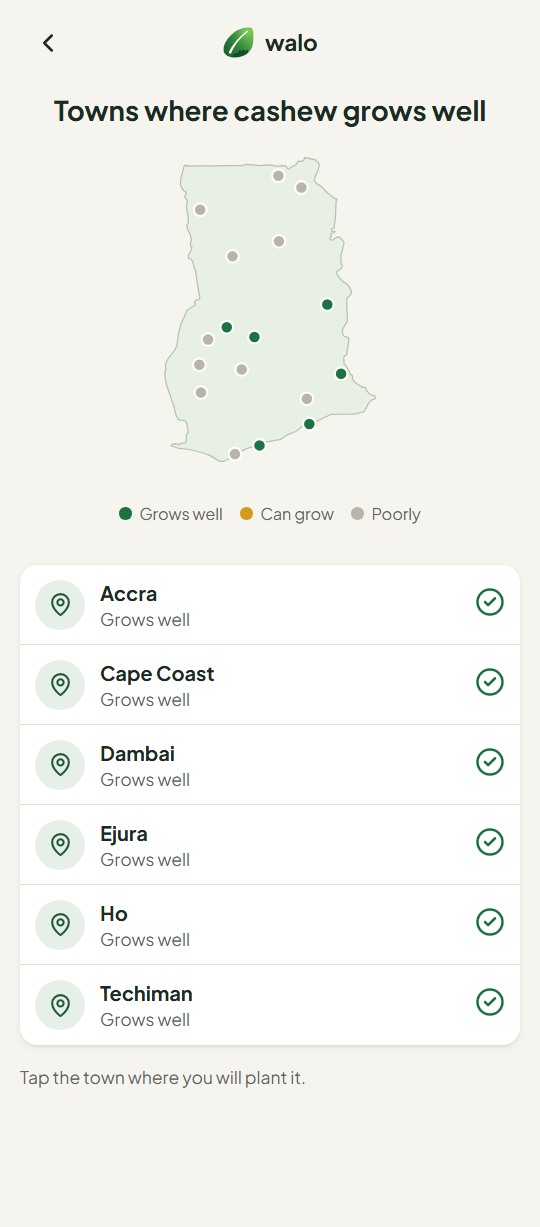 walo
Towns where cashew grows well
Grows well Can grow Poorly
Accra
Grows well
Cape Coast
Grows well
Dambai
Grows well
Ejura
Grows well
Ho
Grows well
Techiman
Grows well
Tap the town where you will plant it.